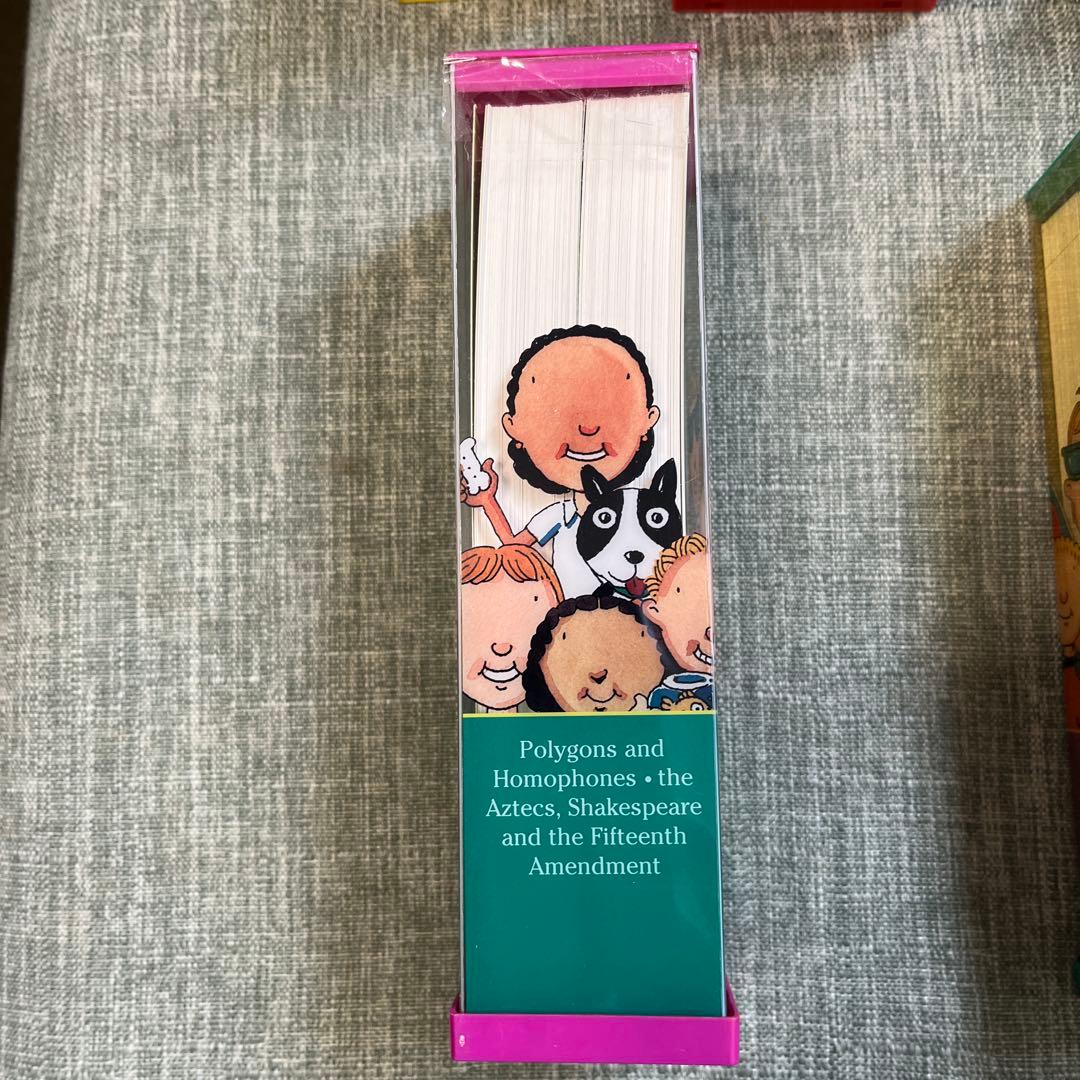 Polygons and
Homophones • the
Aztecs, Shakespeare
and the Fifteenth
Amendment